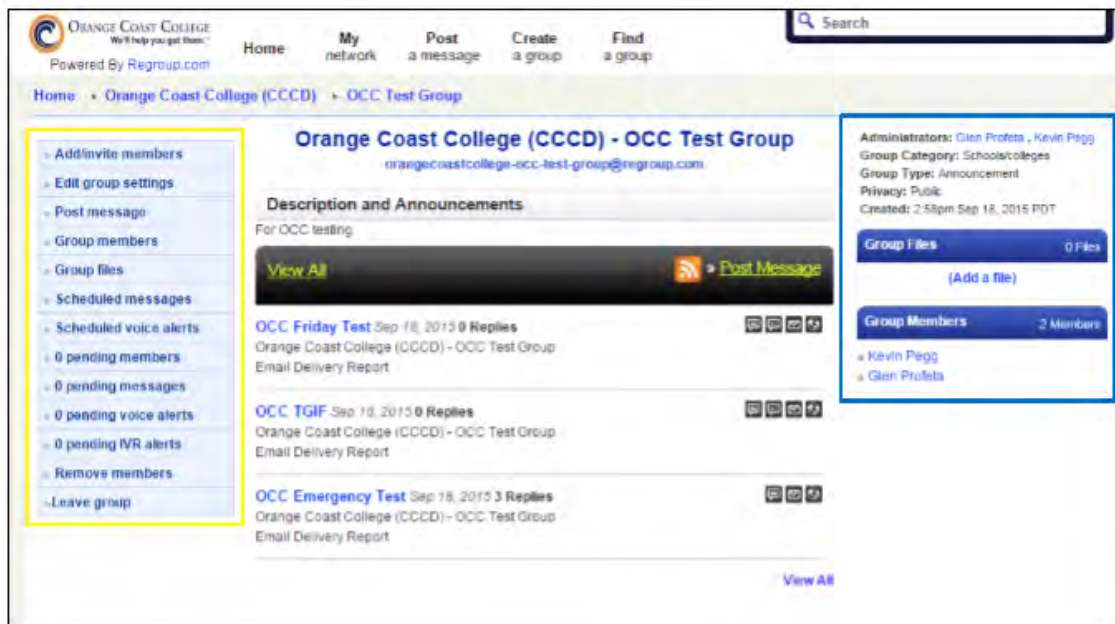 ORANGE COAST COLLEGE
We'll help you get there.™
Powered By Regroup.com
Home
My network
Post a message
Create a group
Find a group
Search
Home » Orange Coast College (CCCD) » OCC Test Group
» Add/invite members
» Edit group settings
» Post message
» Group members
» Group files
» Scheduled messages
» Scheduled voice alerts
» 0 pending members
» 0 pending messages
» 0 pending voice alerts
» 0 pending IVR alerts
» Remove members
» Leave group
Orange Coast College (CCCD) - OCC Test Group
orangecoastcollege-occ-test-group@regroup.com
Description and Announcements
For OCC testing
View All
» Post Message
OCC Friday Test Sep 18, 2015 0 Replies
Orange Coast College (CCCD) - OCC Test Group
Email Delivery Report
OCC TGIF Sep 18, 2015 0 Replies
Orange Coast College (CCCD) - OCC Test Group
Email Delivery Report
OCC Emergency Test Sep 18, 2015 3 Replies
Orange Coast College (CCCD) - OCC Test Group
Email Delivery Report
View All
Administrators: Glen Profeta , Kevin Pegg
Group Category: Schools/colleges
Group Type: Announcement
Privacy: Public
Created: 2:58pm Sep 18, 2015 PDT
Group Files 0 Files
(Add a file)
Group Members 2 Members
» Kevin Pegg
» Glen Profeta